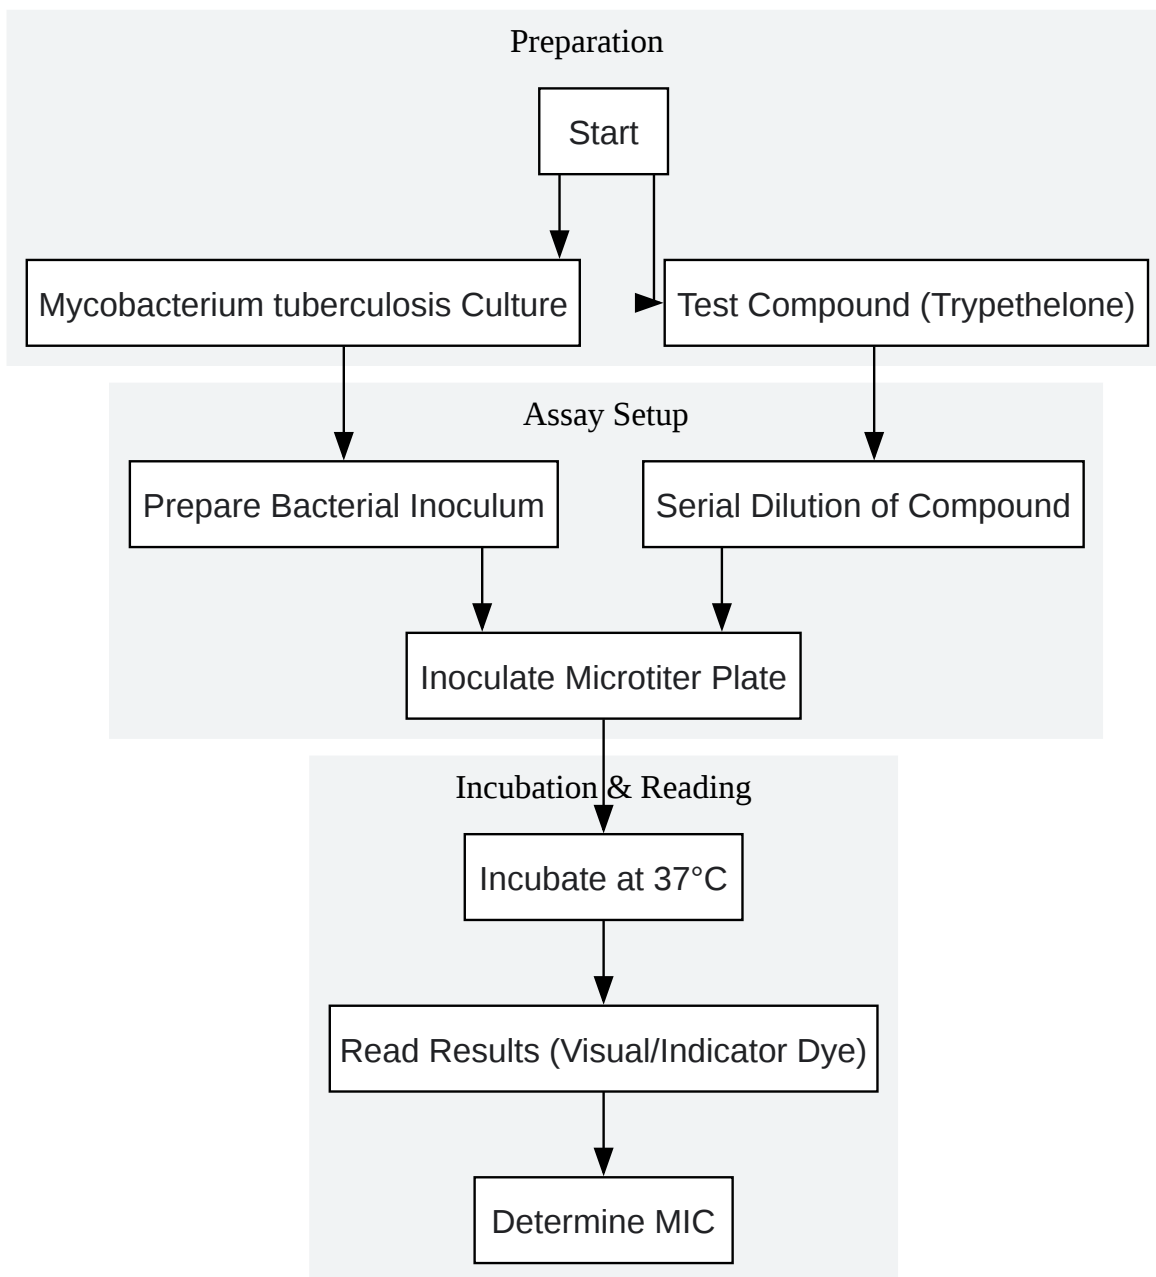 Preparation
Start
Mycobacterium tuberculosis Culture
Test Compound (Trypethelone)
Assay Setup
Prepare Bacterial Inoculum
Serial Dilution of Compound
Inoculate Microtiter Plate
Incubation & Reading
Incubate at 37°C
Read Results (Visual/Indicator Dye)
Determine MIC